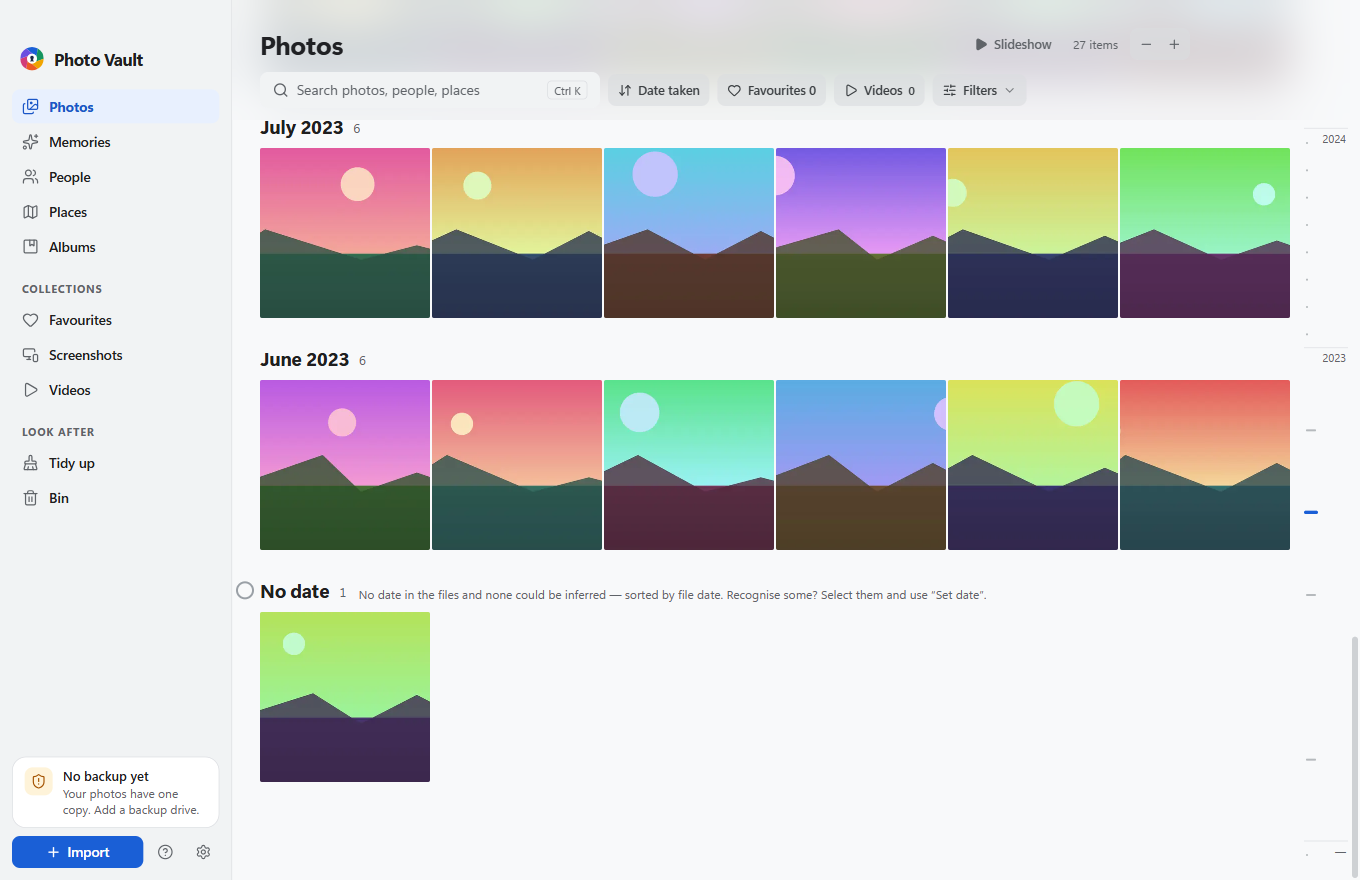 Photo Vault
Photos
Memories
People
Places
Albums
COLLECTIONS
Favourites
Screenshots
Videos
LOOK AFTER
Tidy up
Bin
No backup yet
Your photos have one
copy. Add a backup drive.
+ Import
Photos
Slideshow 27 items − +
Search photos, people, places Ctrl K Date taken Favourites 0 Videos 0 Filters
July 2023 6
June 2023 6
No date 1 No date in the files and none could be inferred — sorted by file date. Recognise some? Select them and use “Set date”.
2024
2023
—